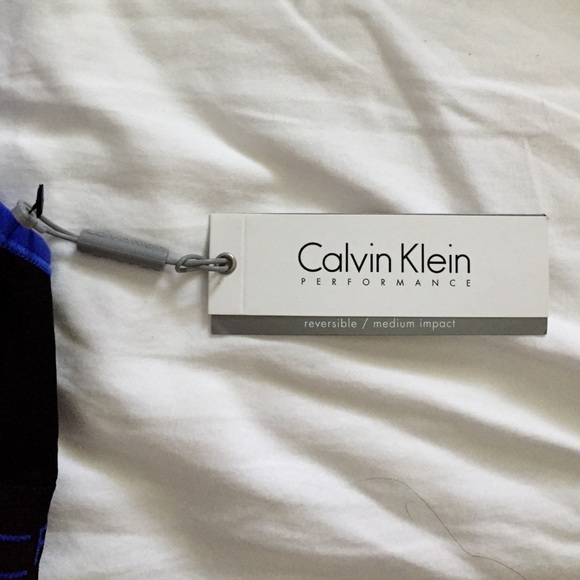 Calvin Klein
PERFORMANCE
reversible / medium impact